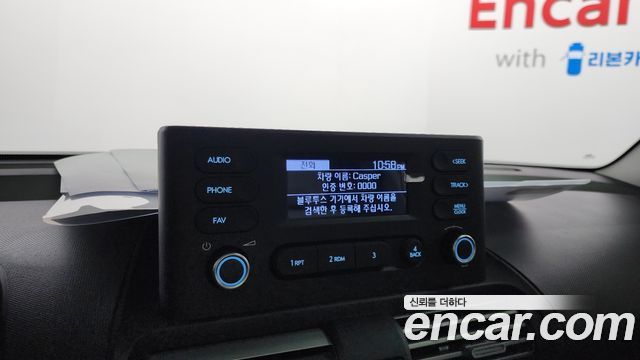 Encar
with 리본카
AUDIO
PHONE
FAV
전화 10:58 PM
차량 이름: Casper
인증 번호: 0000
블루투스 기기에서 차량 이름을
검색한 후 등록해 주십시오.
<SEEK
TRACK>
MENU
CLOCK
1 RPT
2 RDM
3
4
BACK
신뢰를 더하다
encar.com